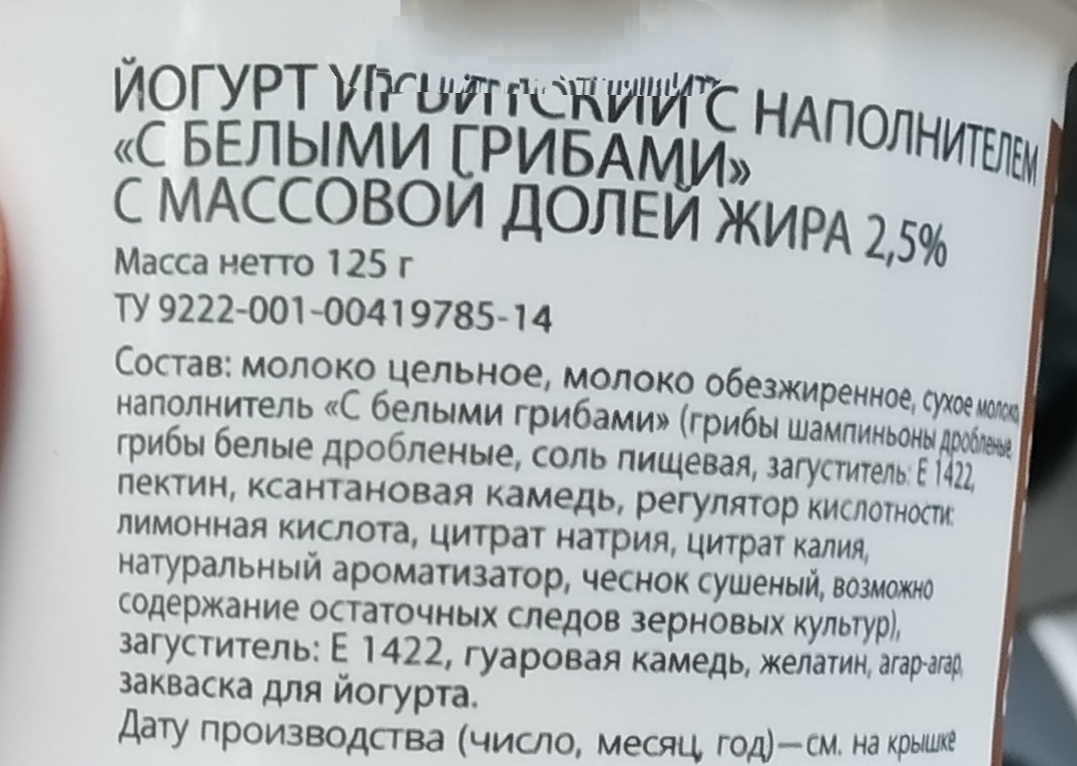 ЙОГУРТ С НАПОЛНИТЕЛЕМ
«С БЕЛЫМИ ГРИБАМИ»
С МАССОВОЙ ДОЛЕЙ ЖИРА 2,5%
Масса нетто 125 г
ТУ 9222-001-00419785-14
Состав: молоко цельное, молоко обезжиренное, сухое молоко,
наполнитель «С белыми грибами» (грибы шампиньоны дробленые,
грибы белые дробленые, соль пищевая, загуститель: Е 1422,
пектин, ксантановая камедь, регулятор кислотности:
лимонная кислота, цитрат натрия, цитрат калия,
натуральный ароматизатор, чеснок сушеный, возможно
содержание остаточных следов зерновых культур),
загуститель: Е 1422, гуаровая камедь, желатин, агар-агар,
закваска для йогурта.
Дату производства (число, месяц, год)—см. на крышке